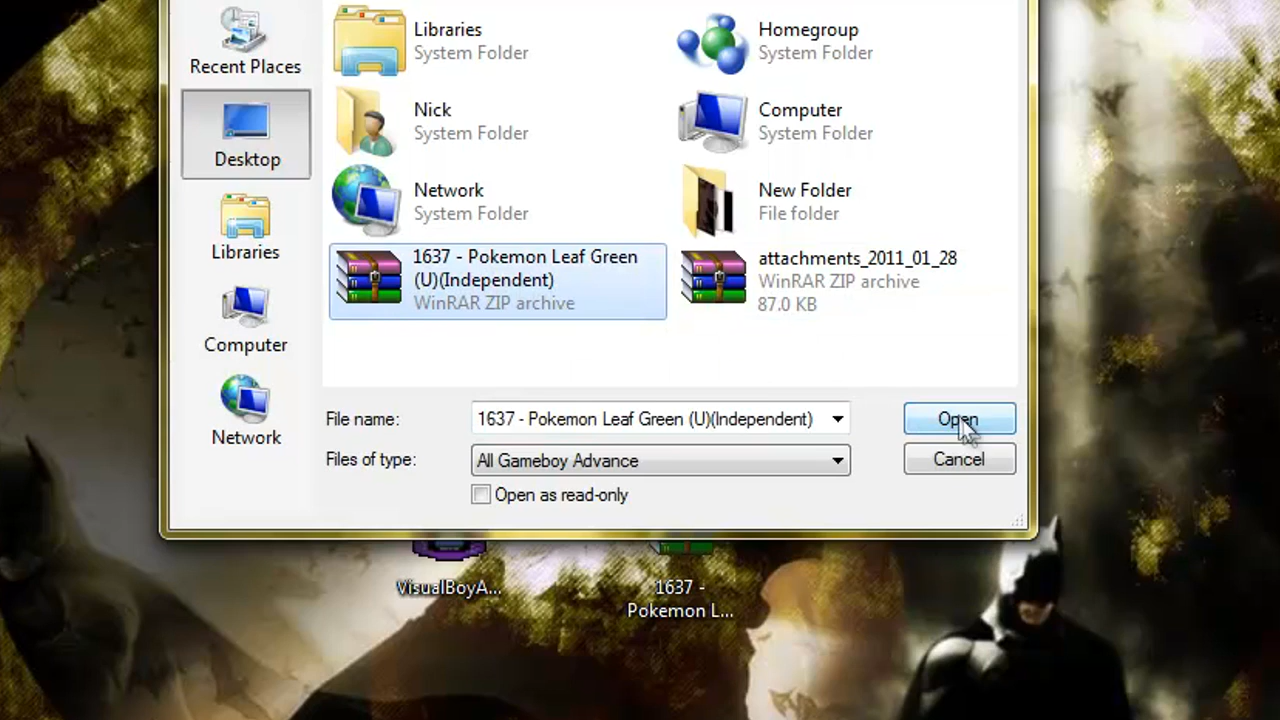 Recent Places
Desktop
Libraries
Computer
Network
Libraries
System Folder
Homegroup
System Folder
Nick
System Folder
Computer
System Folder
Network
System Folder
New Folder
File folder
1637 - Pokemon Leaf Green
(U)(Independent)
WinRAR ZIP archive
attachments_2011_01_28
WinRAR ZIP archive
87.0 KB
File name:
1637 - Pokemon Leaf Green (U)(Independent)
Open
Files of type:
All Gameboy Advance
Cancel
Open as read-only
VisualBoyA...
1637 -
Pokemon L...